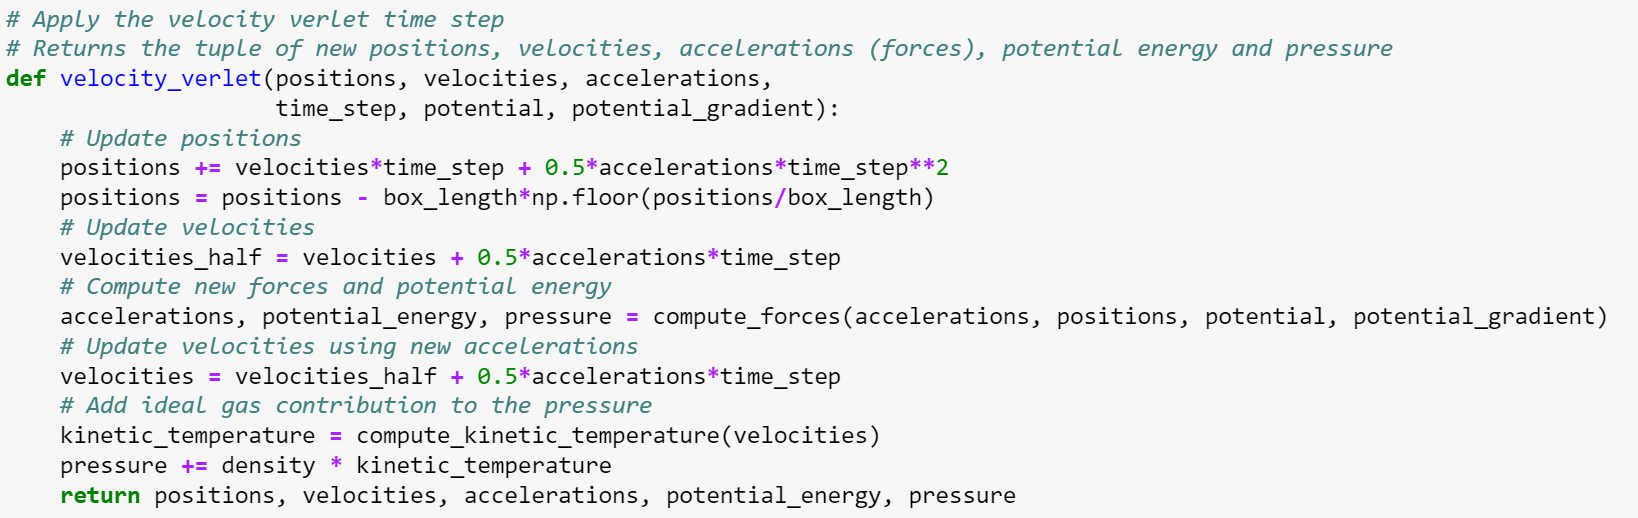 # Apply the velocity verlet time step
# Returns the tuple of new positions, velocities, accelerations (forces), potential energy and pressure
def velocity_verlet(positions, velocities, accelerations,
                    time_step, potential, potential_gradient):
    # Update positions
    positions += velocities*time_step + 0.5*accelerations*time_step**2
    positions = positions - box_length*np.floor(positions/box_length)
    # Update velocities
    velocities_half = velocities + 0.5*accelerations*time_step
    # Compute new forces and potential energy
    accelerations, potential_energy, pressure = compute_forces(accelerations, positions, potential, potential_gradient)
    # Update velocities using new accelerations
    velocities = velocities_half + 0.5*accelerations*time_step
    # Add ideal gas contribution to the pressure
    kinetic_temperature = compute_kinetic_temperature(velocities)
    pressure += density * kinetic_temperature
    return positions, velocities, accelerations, potential_energy, pressure